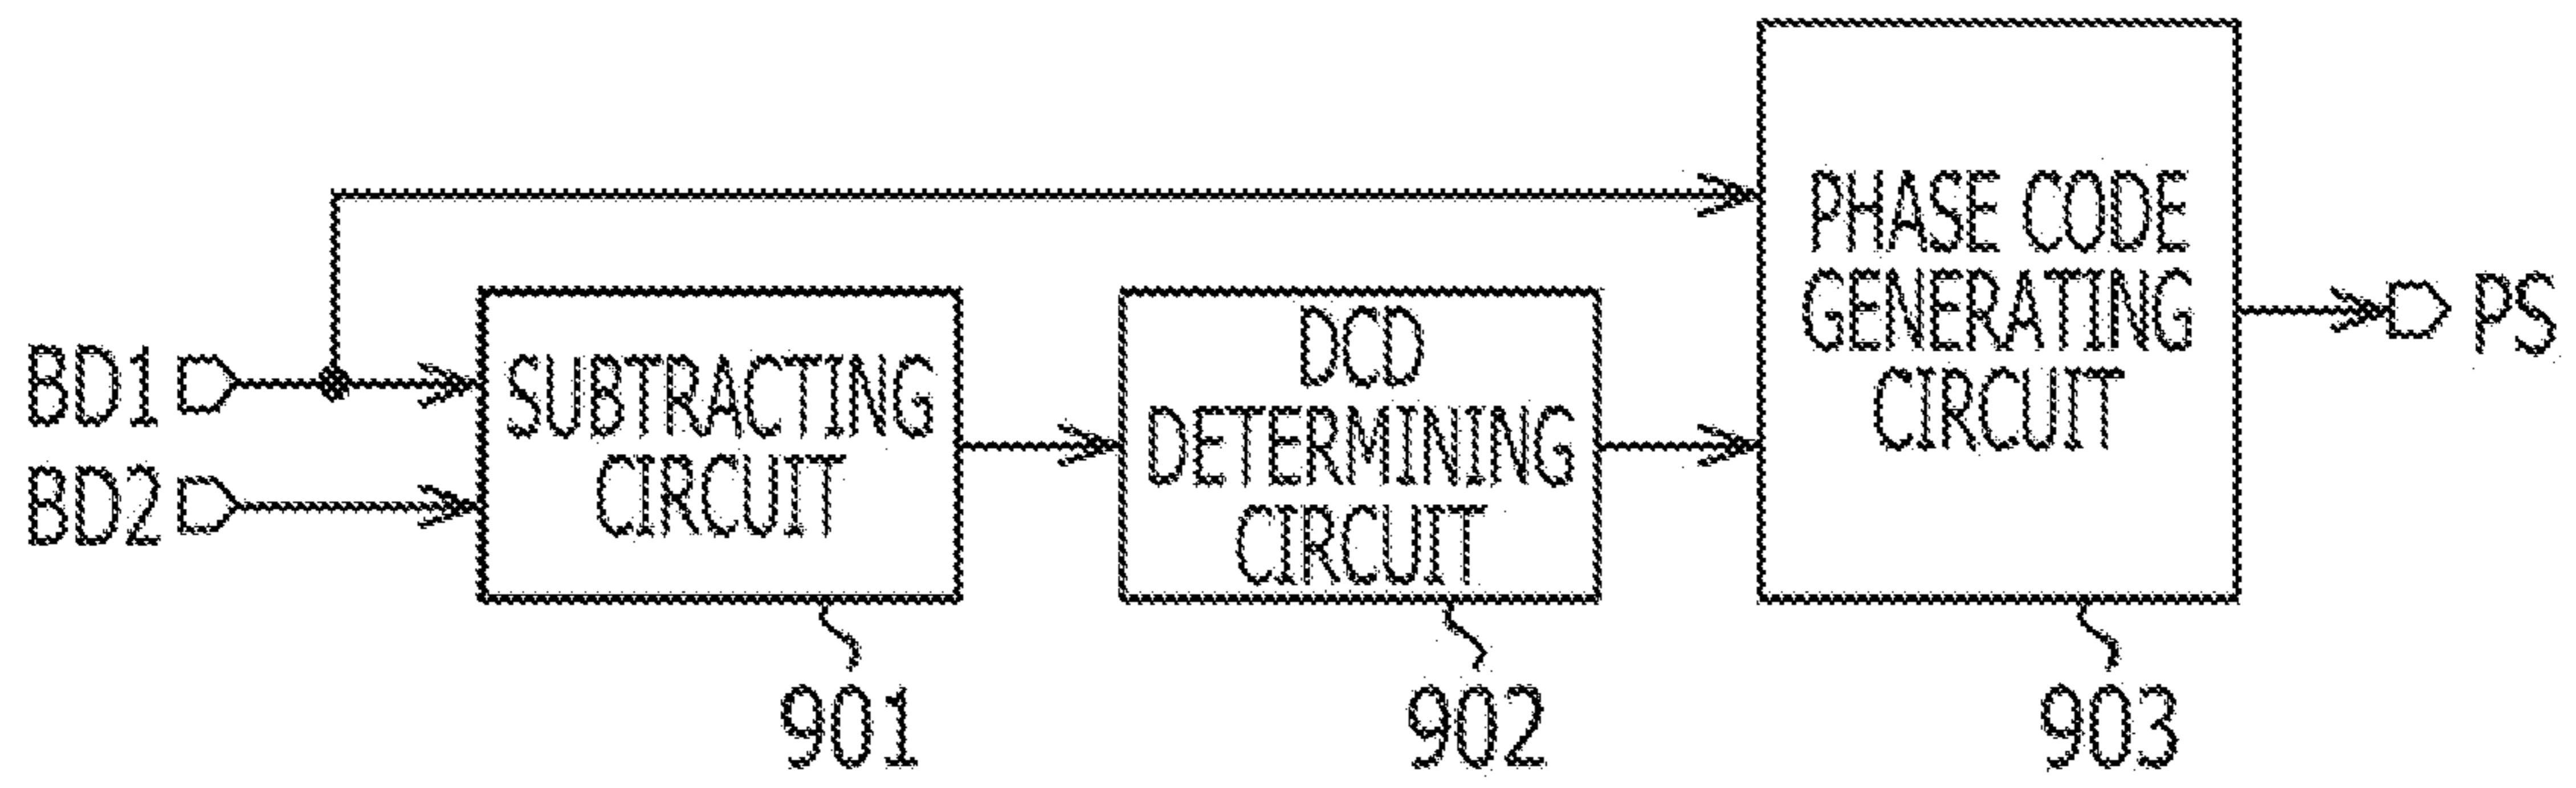 PHASE CODE
GENERATING
CIRCUIT
PS
DCD
DETERMINING
CIRCUIT
SUBTRACTING
CIRCUIT
BD1
BD2
901
902
903